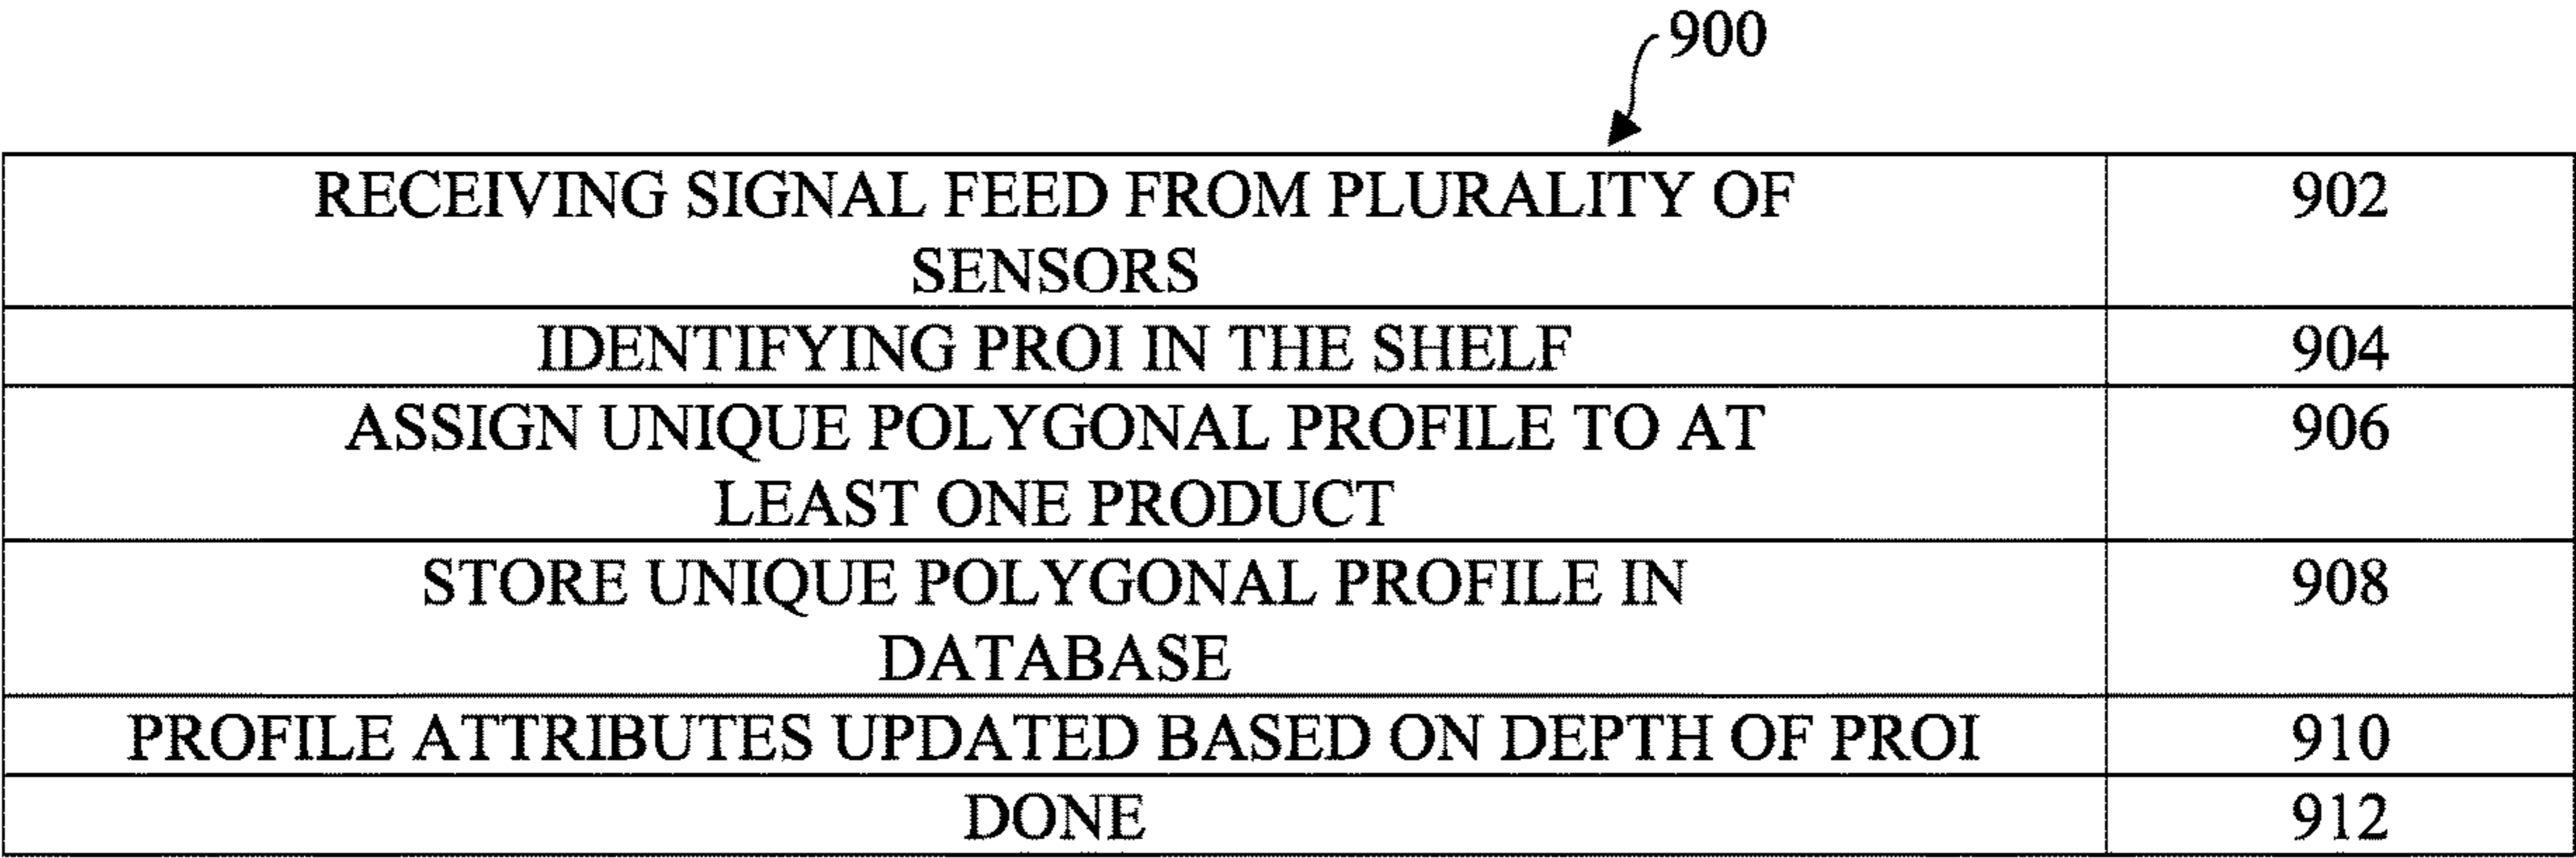 900
RECEIVING SIGNAL FEED FROM PLURALITY OF 902
SENSORS
IDENTIFYING PROI IN THE SHELF 904
ASSIGN UNIQUE POLYGONAL PROFILE TO AT 906
LEAST ONE PRODUCT
STORE UNIQUE POLYGONAL PROFILE IN 908
DATABASE
PROFILE ATTRIBUTES UPDATED BASED ON DEPTH OF PROI 910
DONE 912